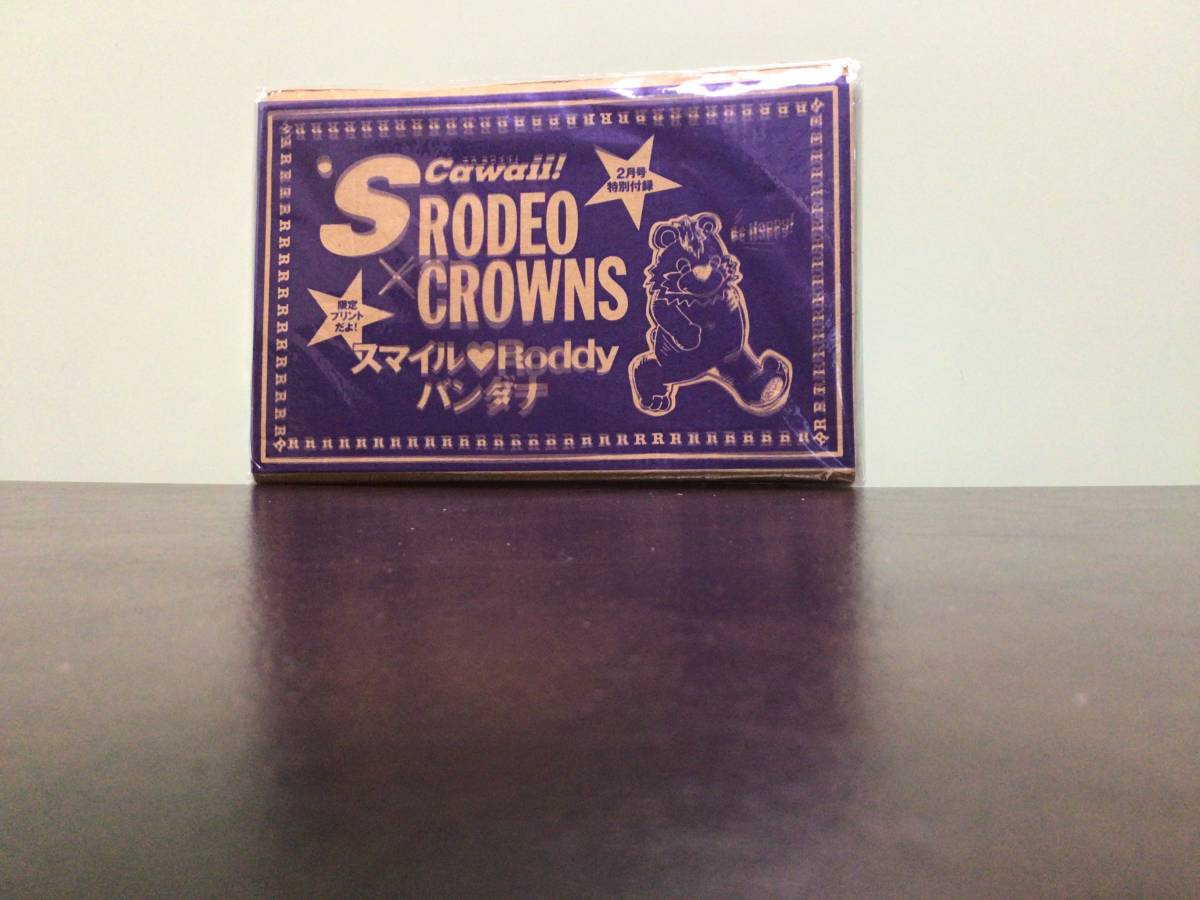 S Cawaii!
2月号
特別付録
RODEO
×CROWNS
Be Happy!
限定
プリント
だよ!
スマイル♥Roddy
バンダナ